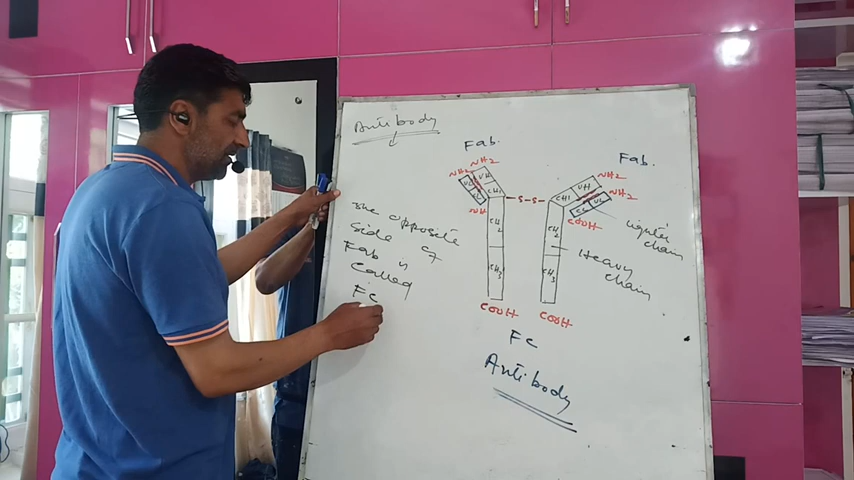 Antibody
Fab.
Fab.
NH2
NH2
NH2
NH2
VH
VH
VL
VL
CH1
CH1
CL
CL
-S-S-
NH
COOH
The opposite
side of
Fab is
called
Fc
CH2
CH2
lighter
chain
Heavy
chain
CH3
CH3
COOH
COOH
Fc
Antibody